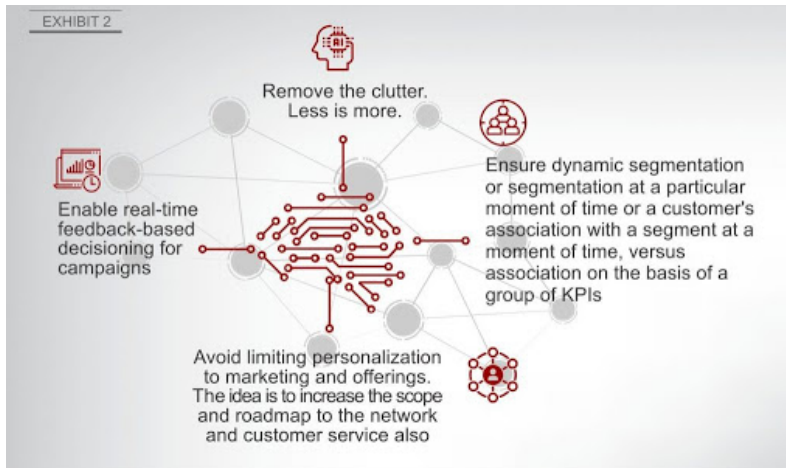 EXHIBIT 2
AI
Remove the clutter.
Less is more.
Enable real-time
feedback-based
decisioning for
campaigns
Ensure dynamic segmentation
or segmentation at a particular
moment of time or a customer's
association with a segment at a
moment of time, versus
association on the basis of a
group of KPIs
Avoid limiting personalization
to marketing and offerings.
The idea is to increase the scope
and roadmap to the network
and customer service also